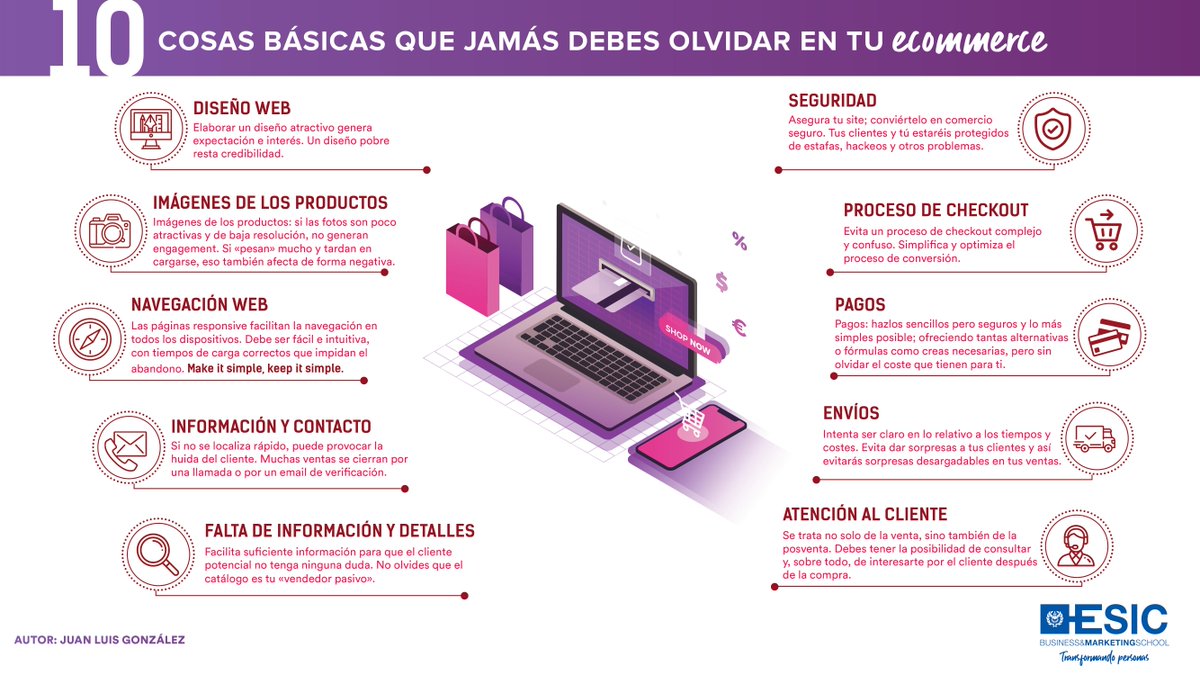 10 COSAS BÁSICAS QUE JAMÁS DEBES OLVIDAR EN TU ecommerce
DISEÑO WEB
Elaborar un diseño atractivo genera
expectación e interés. Un diseño pobre
resta credibilidad.
IMÁGENES DE LOS PRODUCTOS
Imágenes de los productos: si las fotos son poco
atractivas y de baja resolución, no generan
engagement. Si «pesan» mucho y tardan en
cargarse, eso también afecta de forma negativa.
NAVEGACIÓN WEB
Las páginas responsive facilitan la navegación en
todos los dispositivos. Debe ser fácil e intuitiva,
con tiempos de carga correctos que impidan el
abandono. Make it simple, keep it simple.
INFORMACIÓN Y CONTACTO
Si no se localiza rápido, puede provocar la
huida del cliente. Muchas ventas se cierran por
una llamada o por un email de verificación.
FALTA DE INFORMACIÓN Y DETALLES
Facilita suficiente información para que el cliente
potencial no tenga ninguna duda. No olvides que el
catálogo es tu «vendedor pasivo».
%
$
€
SHOP NOW
SEGURIDAD
Asegura tu site; conviértelo en comercio
seguro. Tus clientes y tú estaréis protegidos
de estafas, hackeos y otros problemas.
PROCESO DE CHECKOUT
Evita un proceso de checkout complejo
y confuso. Simplifica y optimiza el
proceso de conversión.
PAGOS
Pagos: hazlos sencillos pero seguros y lo más
simples posible; ofreciendo tantas alternativas
o fórmulas como creas necesarias, pero sin
olvidar el coste que tienen para ti.
ENVÍOS
Intenta ser claro en lo relativo a los tiempos y
costes. Evita dar sorpresas a tus clientes y así
evitarás sorpresas desargadables en tus ventas.
ATENCIÓN AL CLIENTE
Se trata no solo de la venta, sino también de la
posventa. Debes tener la posibilidad de consultar
y, sobre todo, de interesarte por el cliente después
de la compra.
AUTOR: JUAN LUIS GONZÁLEZ
ESIC
BUSINESS&MARKETINGSCHOOL
Transformando personas